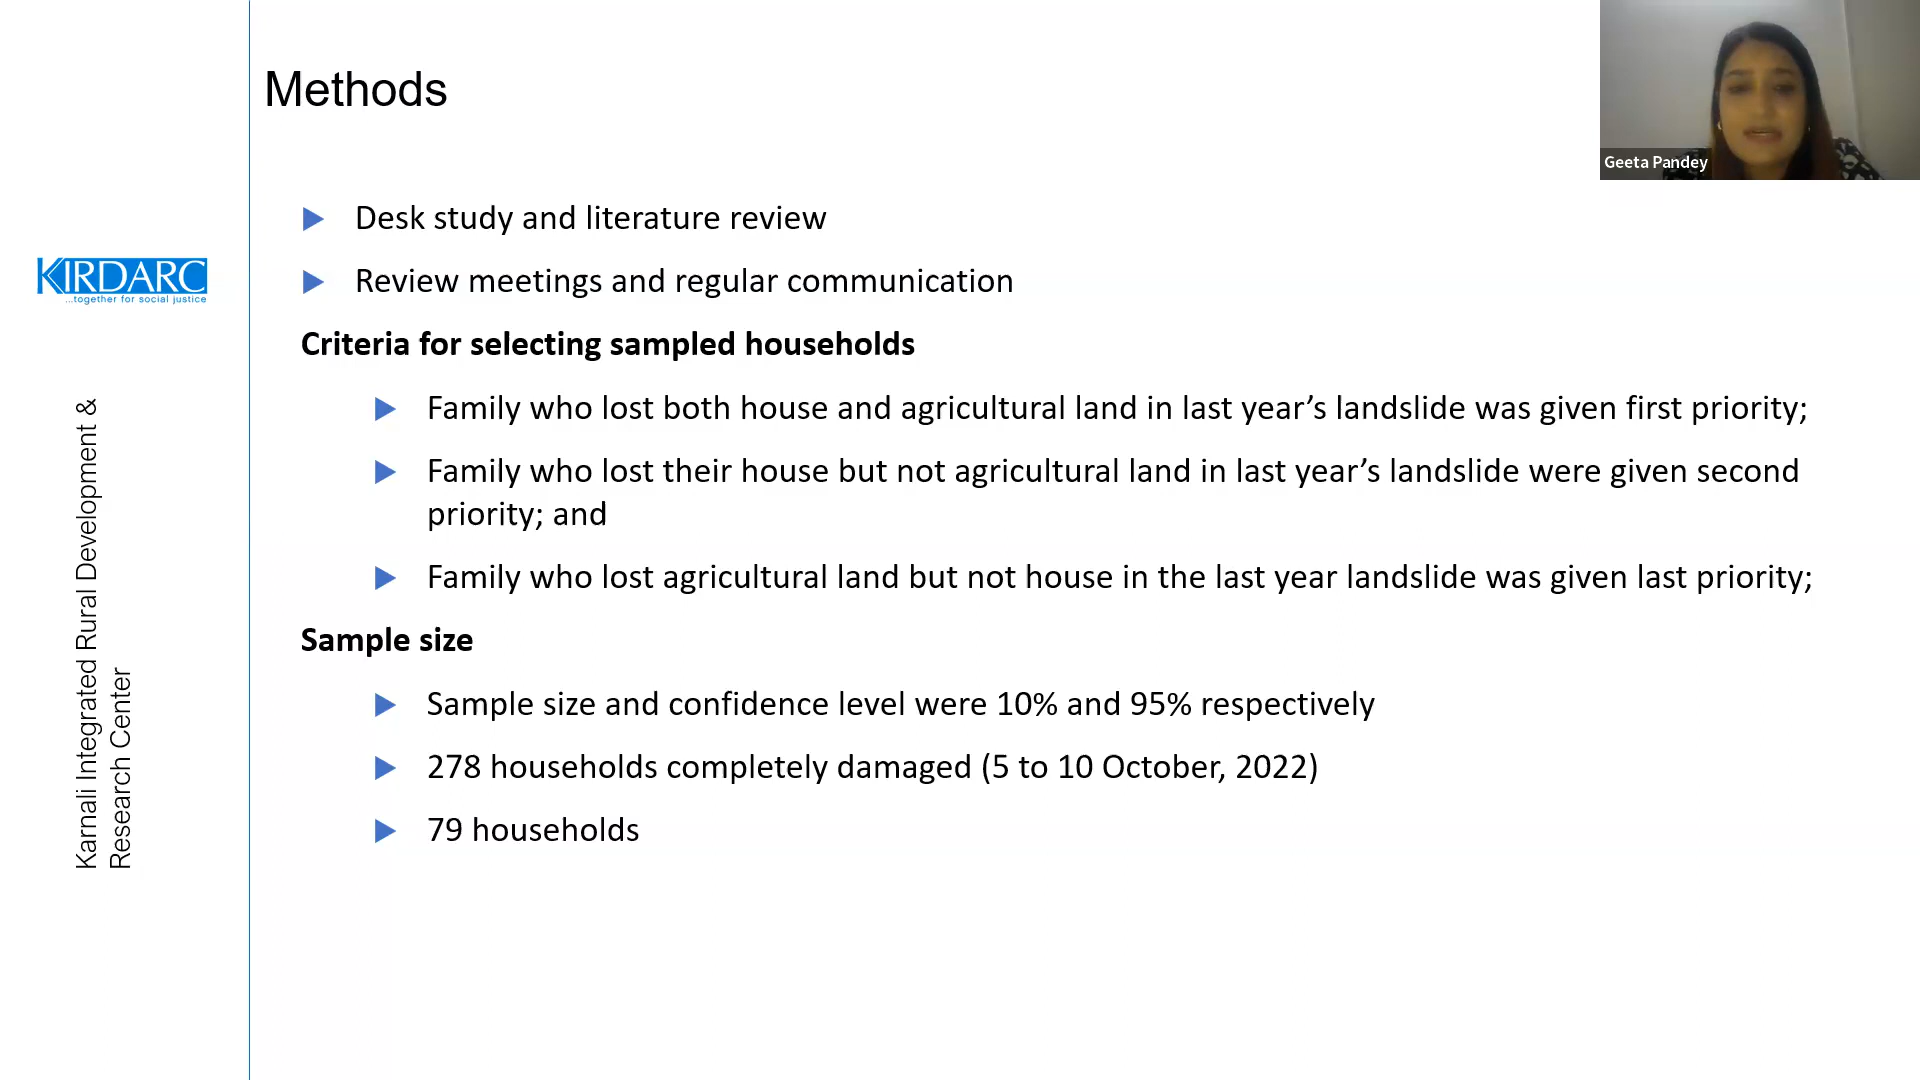 Methods
Geeta Pandey
Desk study and literature review
Review meetings and regular communication
Criteria for selecting sampled households
Family who lost both house and agricultural land in last year’s landslide was given first priority;
Family who lost their house but not agricultural land in last year’s landslide were given second
priority; and
Family who lost agricultural land but not house in the last year landslide was given last priority;
Sample size
Sample size and confidence level were 10% and 95% respectively
278 households completely damaged (5 to 10 October, 2022)
79 households
KIRDARC
...together for social justice
Karnali Integrated Rural Development &
Research Center